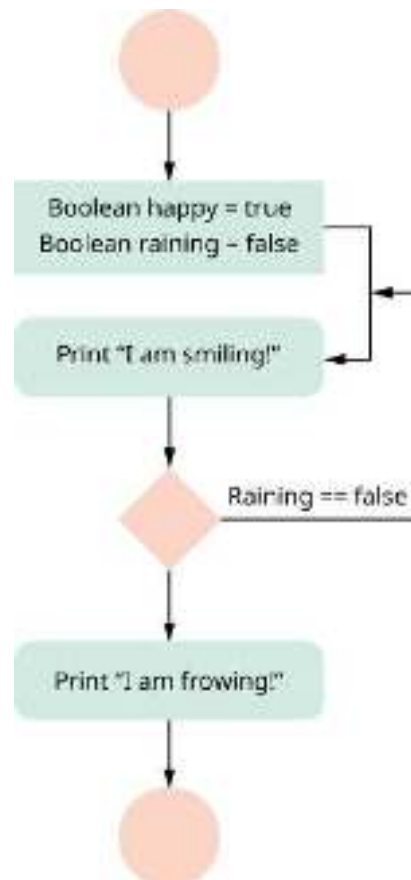 Boolean happy = true
Boolean raining – false
Print “I am smiling!”
Raining == false
Print “I am frowing!”